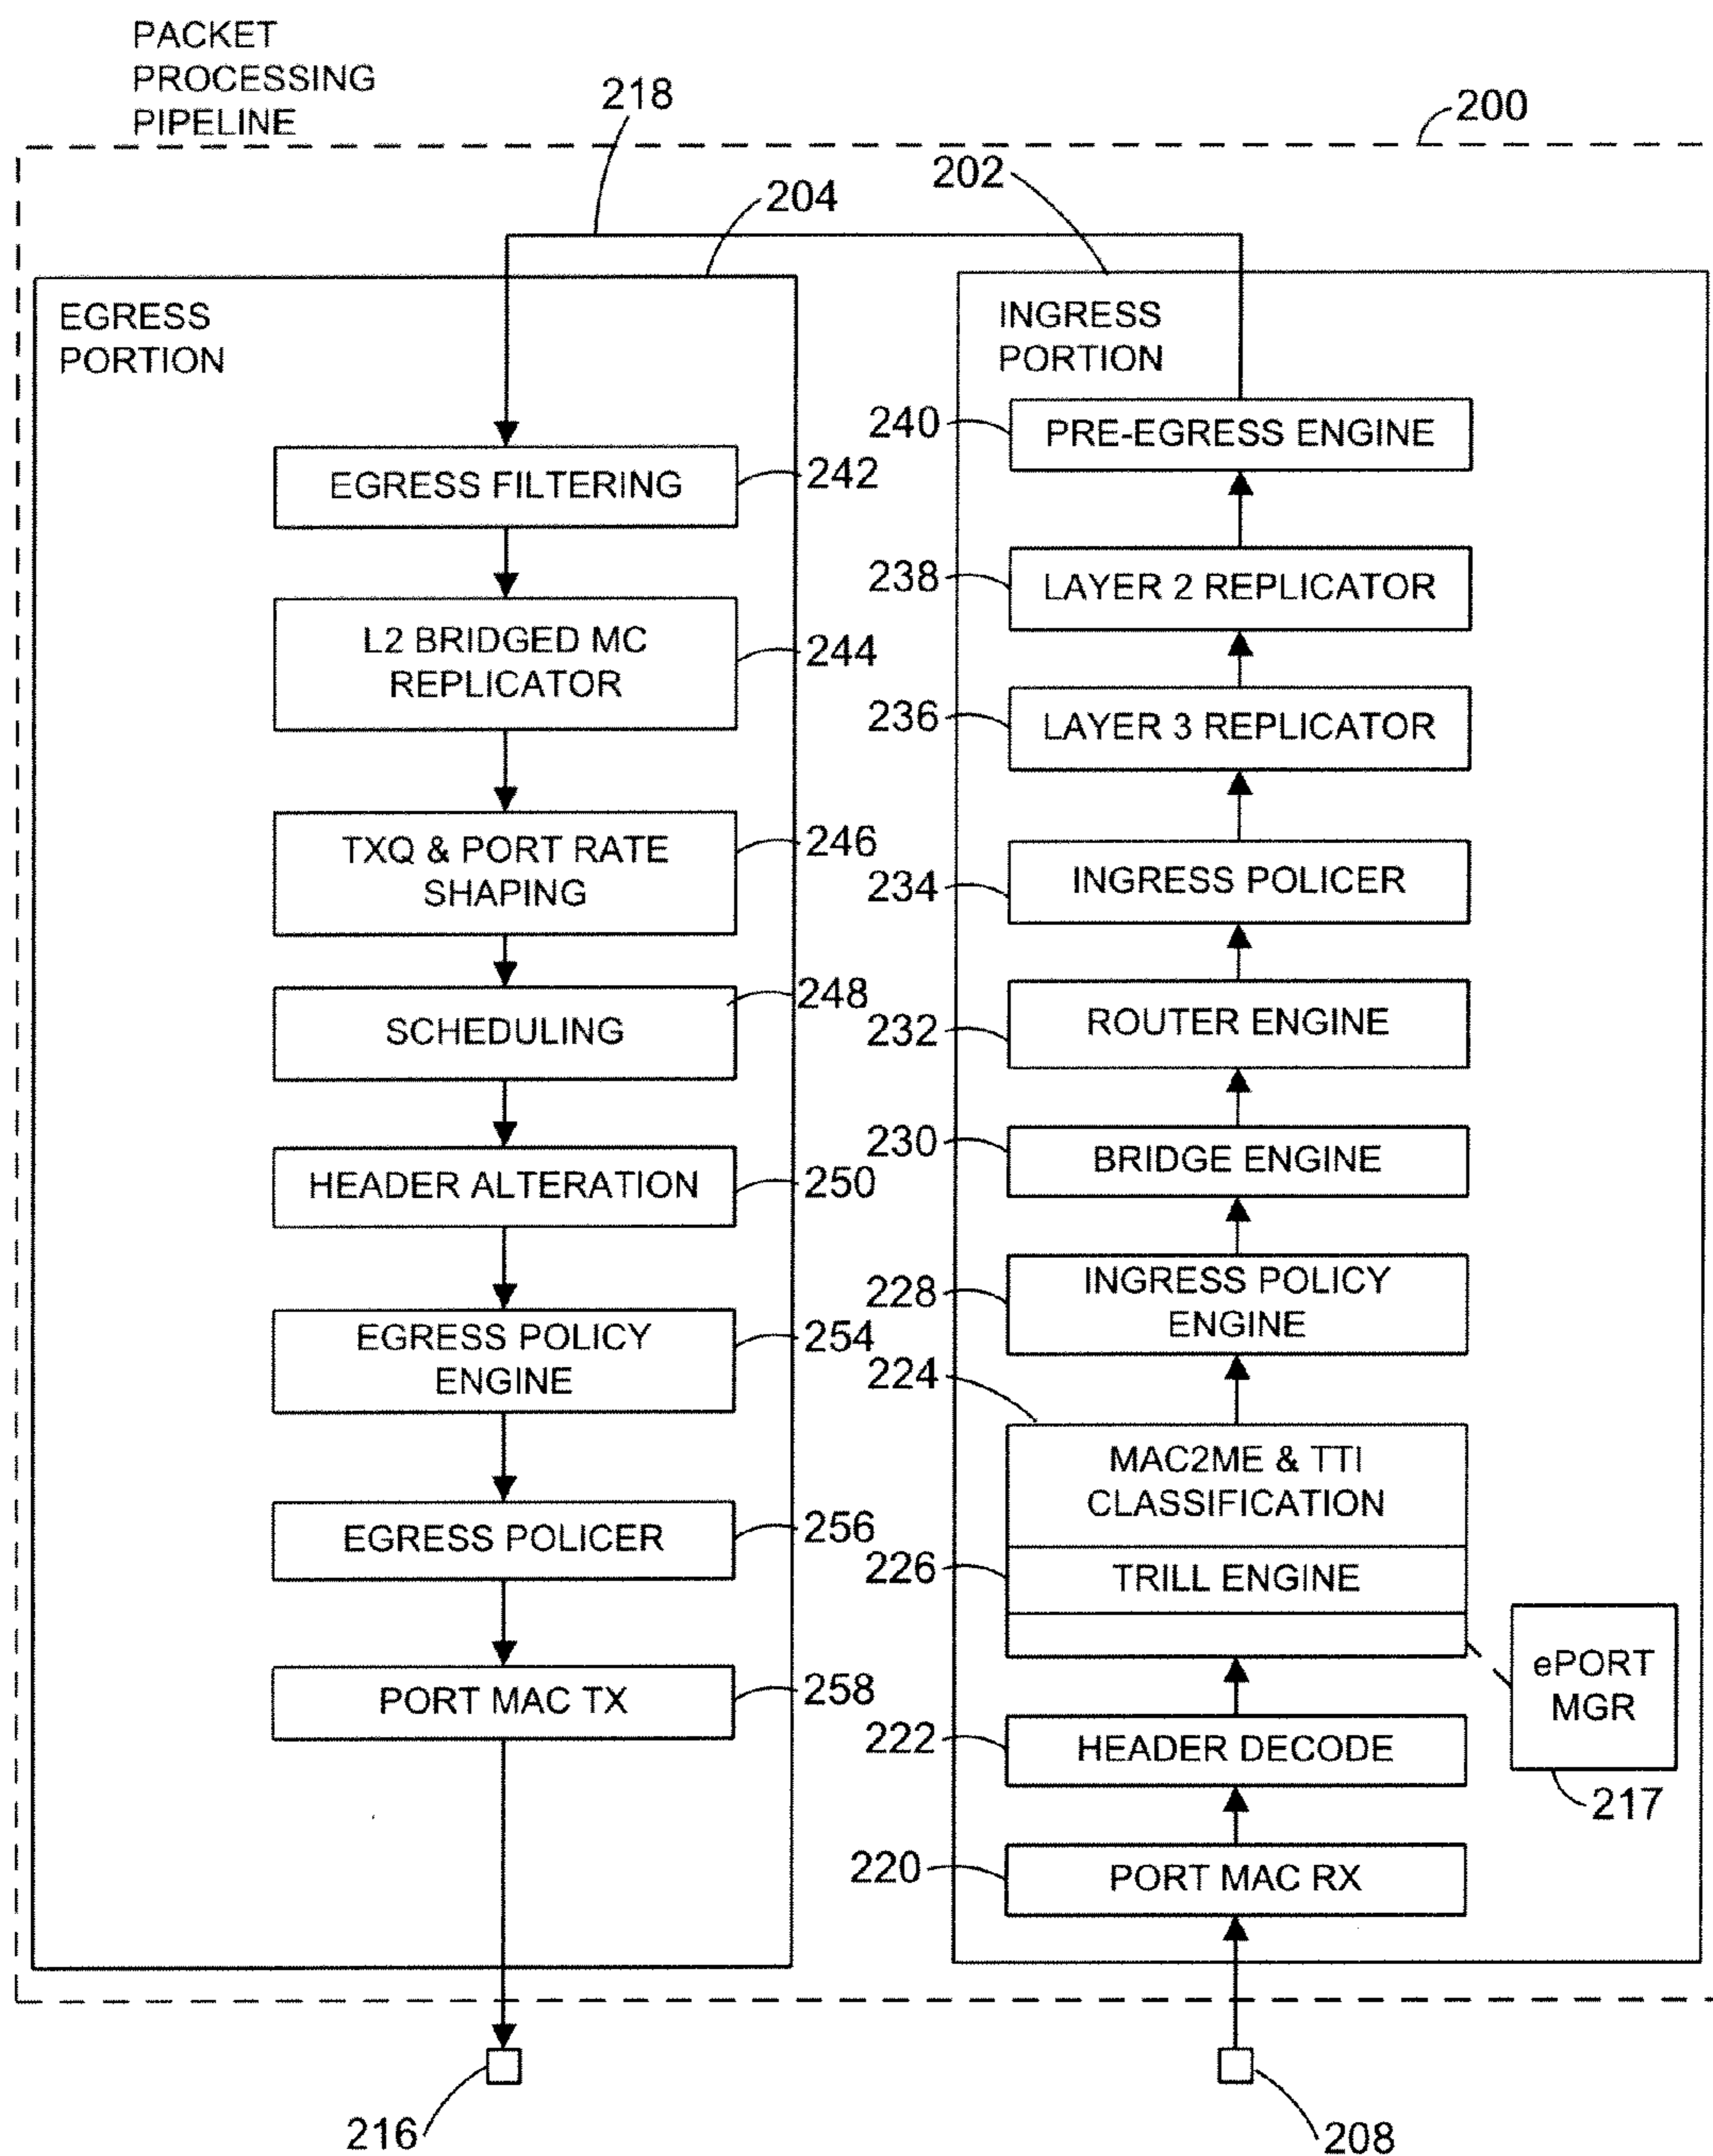 PACKET
PROCESSING
PIPELINE
218
200
202
204
EGRESS
PORTION
INGRESS
PORTION
240
PRE-EGRESS ENGINE
EGRESS FILTERING
242
238
LAYER 2 REPLICATOR
L2 BRIDGED MC
REPLICATOR
244
236
LAYER 3 REPLICATOR
TXQ & PORT RATE
SHAPING
246
234
INGRESS POLICER
248
SCHEDULING
232
ROUTER ENGINE
230
BRIDGE ENGINE
HEADER ALTERATION
250
228
INGRESS POLICY
ENGINE
EGRESS POLICY
ENGINE
254
224
MAC2ME & TTI
CLASSIFICATION
EGRESS POLICER
256
226
TRILL ENGINE
ePORT
MGR
217
PORT MAC TX
258
222
HEADER DECODE
220
PORT MAC RX
216
208